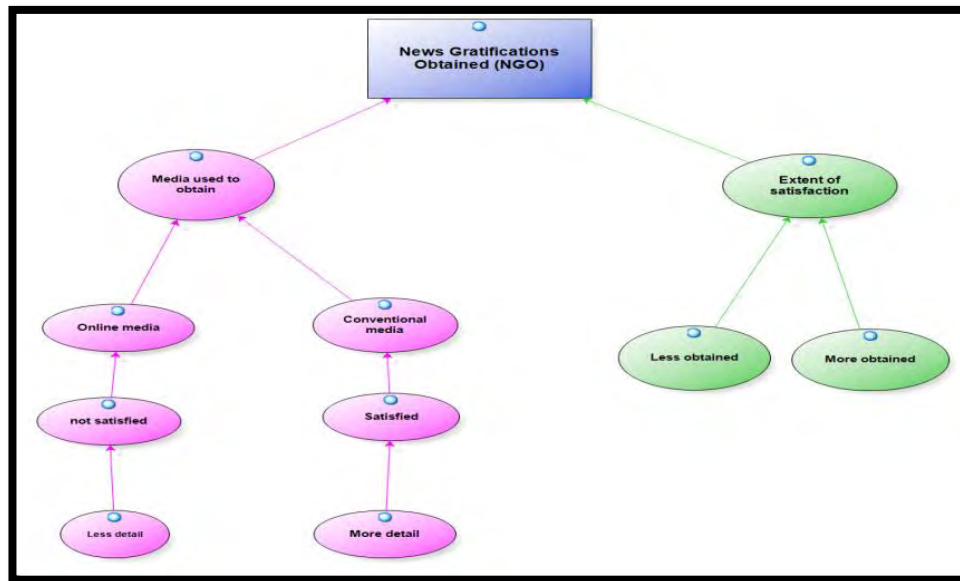 News Gratifications
Obtained (NGO)
Media used to
obtain
Extent of
satisfaction
Online media
Conventional
media
Less obtained
More obtained
not satisfied
Satisfied
Less detail
More detail